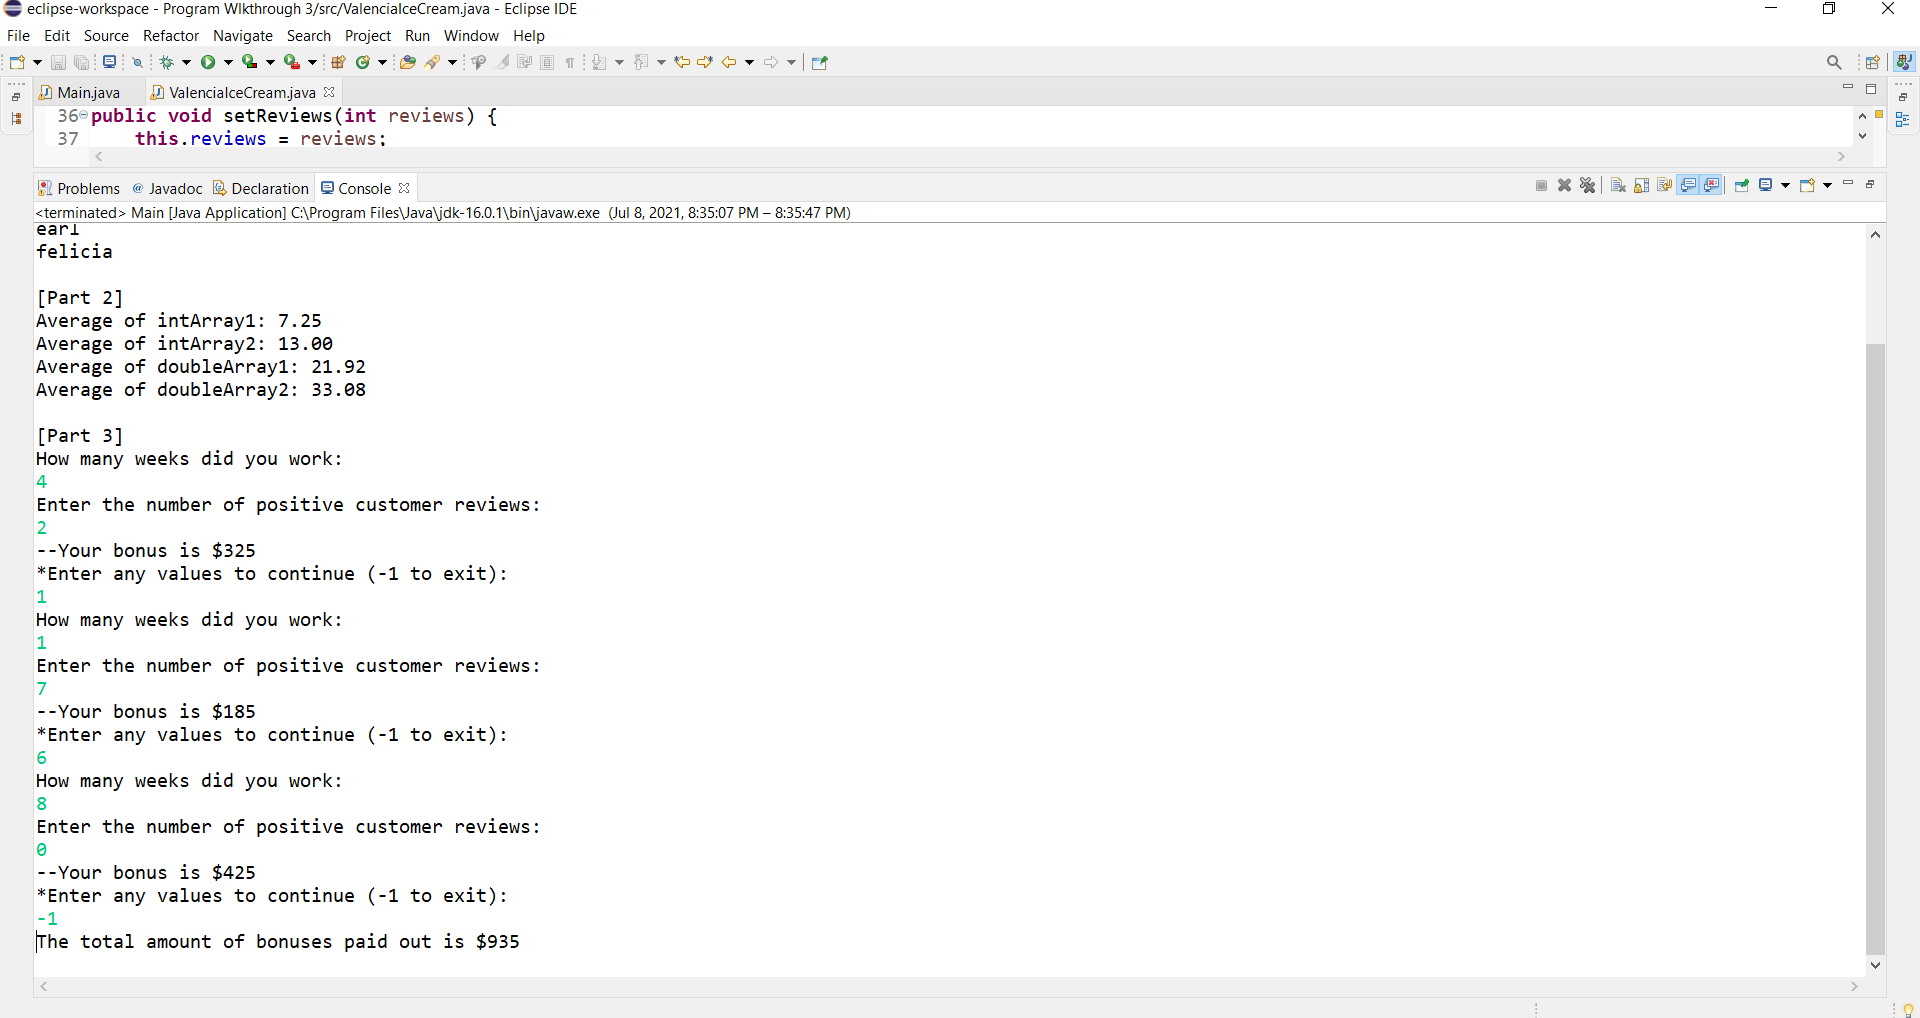 eclipse-workspace - Program Wlkthrough 3/src/ValenciaIceCream.java - Eclipse IDE
File Edit Source Refactor Navigate Search Project Run Window Help
Main.java ValenciaIceCream.java
36 public void setReviews(int reviews) {
37 this.reviews = reviews;
Problems @ Javadoc Declaration Console
<terminated> Main [Java Application] C:\Program Files\Java\jdk-16.0.1\bin\javaw.exe (Jul 8, 2021, 8:35:07 PM – 8:35:47 PM)
earl
felicia
[Part 2]
Average of intArray1: 7.25
Average of intArray2: 13.00
Average of doubleArray1: 21.92
Average of doubleArray2: 33.08
[Part 3]
How many weeks did you work:
4
Enter the number of positive customer reviews:
2
--Your bonus is $325
*Enter any values to continue (-1 to exit):
1
How many weeks did you work:
1
Enter the number of positive customer reviews:
7
--Your bonus is $185
*Enter any values to continue (-1 to exit):
6
How many weeks did you work:
8
Enter the number of positive customer reviews:
0
--Your bonus is $425
*Enter any values to continue (-1 to exit):
-1
The total amount of bonuses paid out is $935